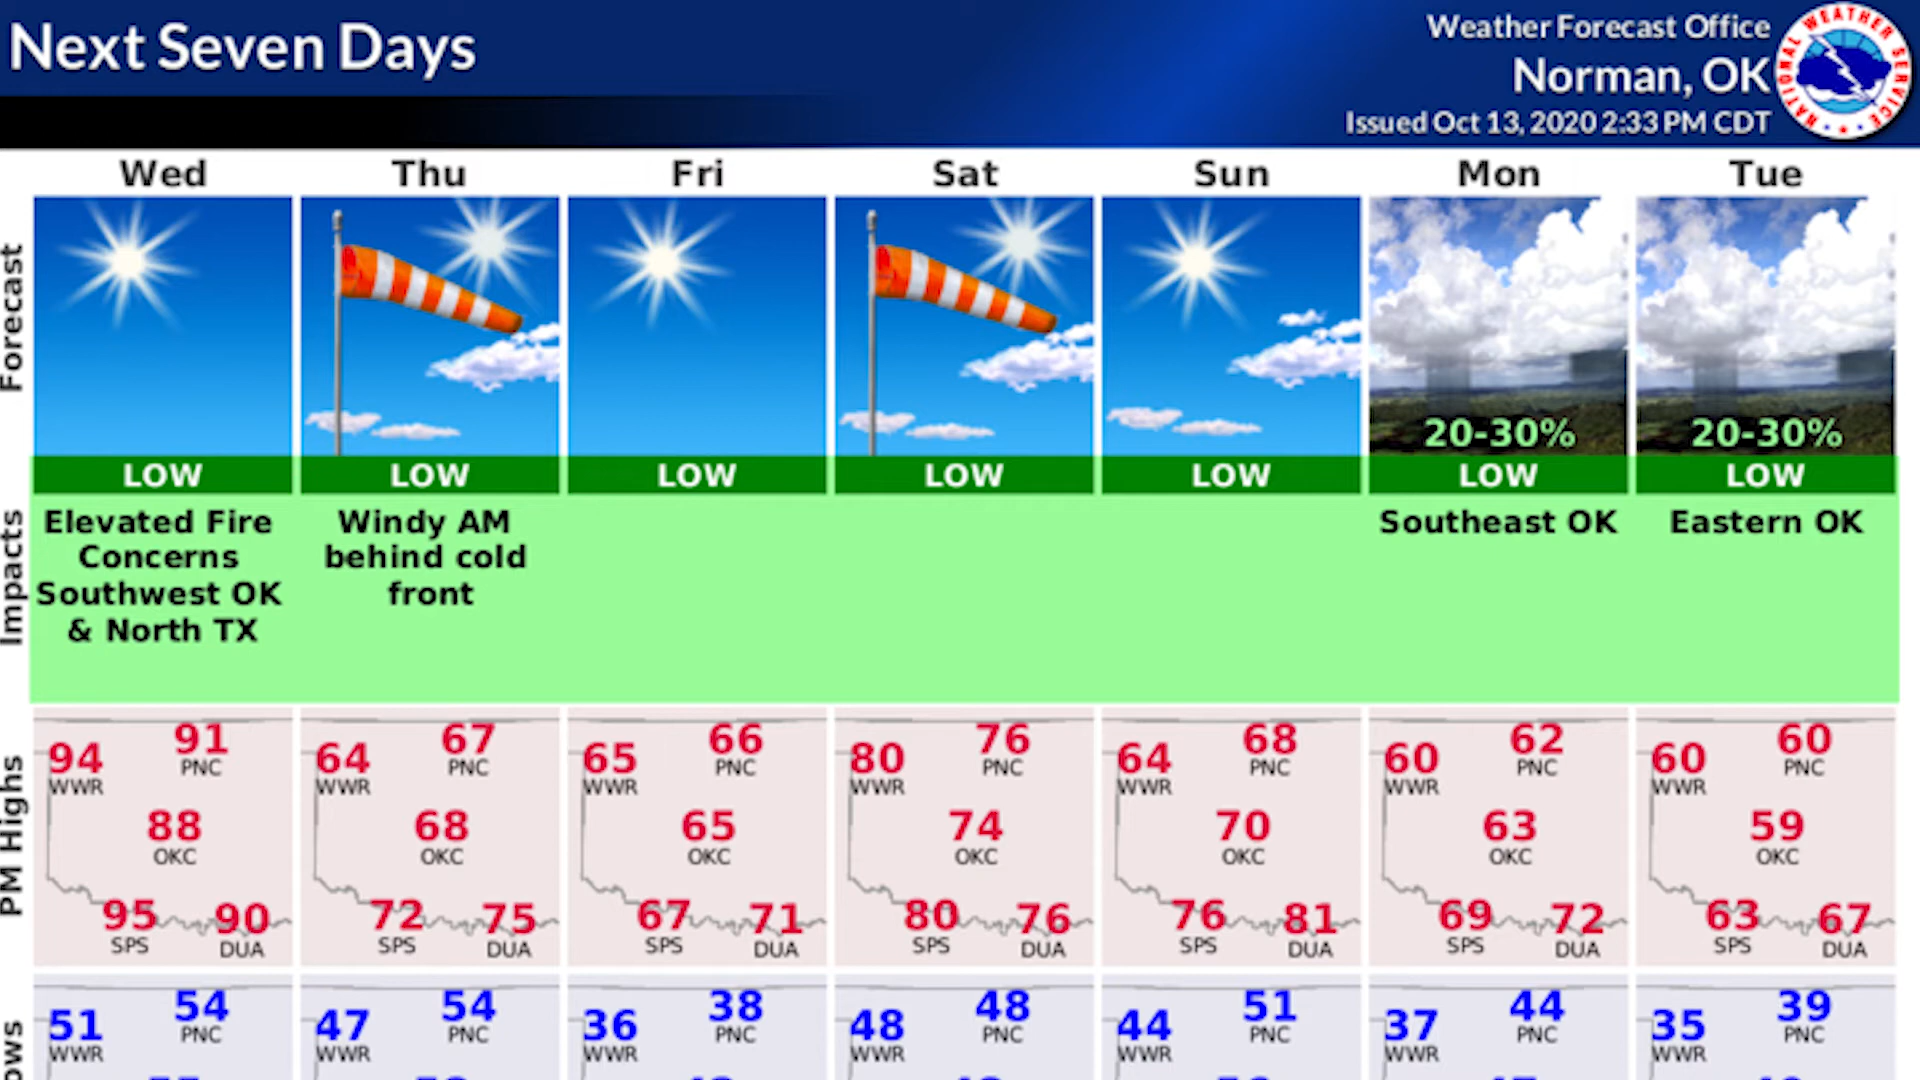 Next Seven Days
Weather Forecast Office
Norman, OK
Issued Oct 13, 2020 2:33 PM CDT
NATIONAL WEATHER SERVICE
Wed Thu Fri Sat Sun Mon Tue
Forecast
20-30% 20-30%
LOW LOW LOW LOW LOW LOW LOW
Impacts
Elevated Fire Concerns Southwest OK & North TX
Windy AM behind cold front
Southeast OK
Eastern OK
PM Highs
94 91 64 67 65 66 80 76 64 68 60 62 60 60
WWR PNC WWR PNC WWR PNC WWR PNC WWR PNC WWR PNC WWR PNC
88 68 65 74 70 63 59
OKC OKC OKC OKC OKC OKC OKC
95 90 72 75 67 71 80 76 76 81 69 72 63 67
SPS DUA SPS DUA SPS DUA SPS DUA SPS DUA SPS DUA SPS DUA
51 54 47 54 36 38 48 48 44 51 37 44 35 39
WWR PNC WWR PNC WWR PNC WWR PNC WWR PNC WWR PNC WWR PNC